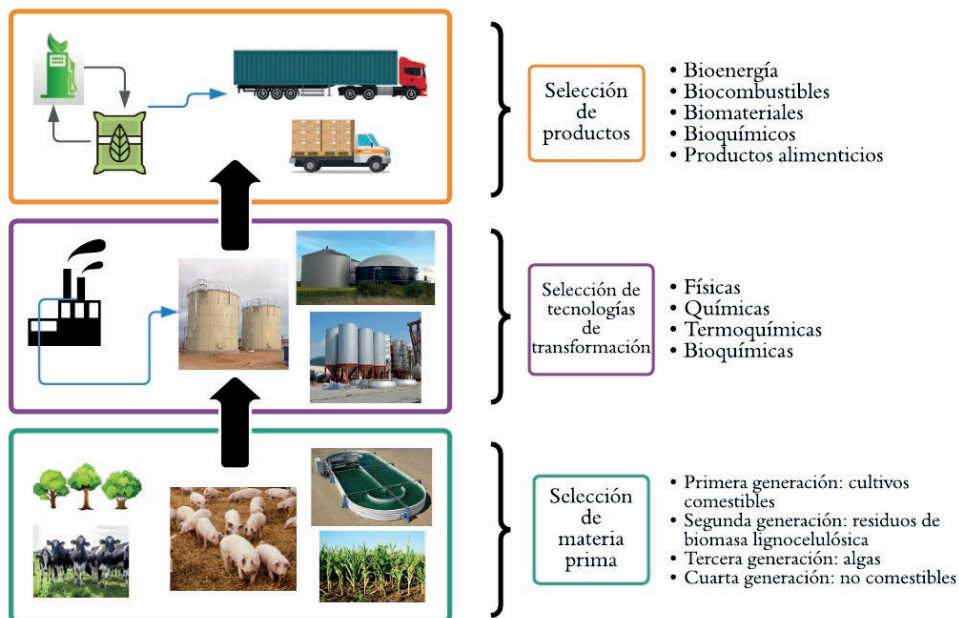 Selección
de
productos
• Bioenergía
• Biocombustibles
• Biomateriales
• Bioquímicos
• Productos alimenticios
Selección de
tecnologías
de
transformación
• Físicas
• Químicas
• Termoquímicas
• Bioquímicas
Selección
de
materia
prima
• Primera generación: cultivos
comestibles
• Segunda generación: residuos de
biomasa lignocelulósica
• Tercera generación: algas
• Cuarta generación: no comestibles